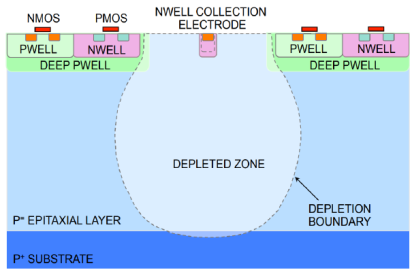 NWELL COLLECTION
ELECTRODE
NMOS PMOS
PWELL NWELL PWELL NWELL
DEEP PWELL DEEP PWELL
DEPLETED ZONE
DEPLETION
BOUNDARY
P= EPITAXIAL LAYER
P+ SUBSTRATE